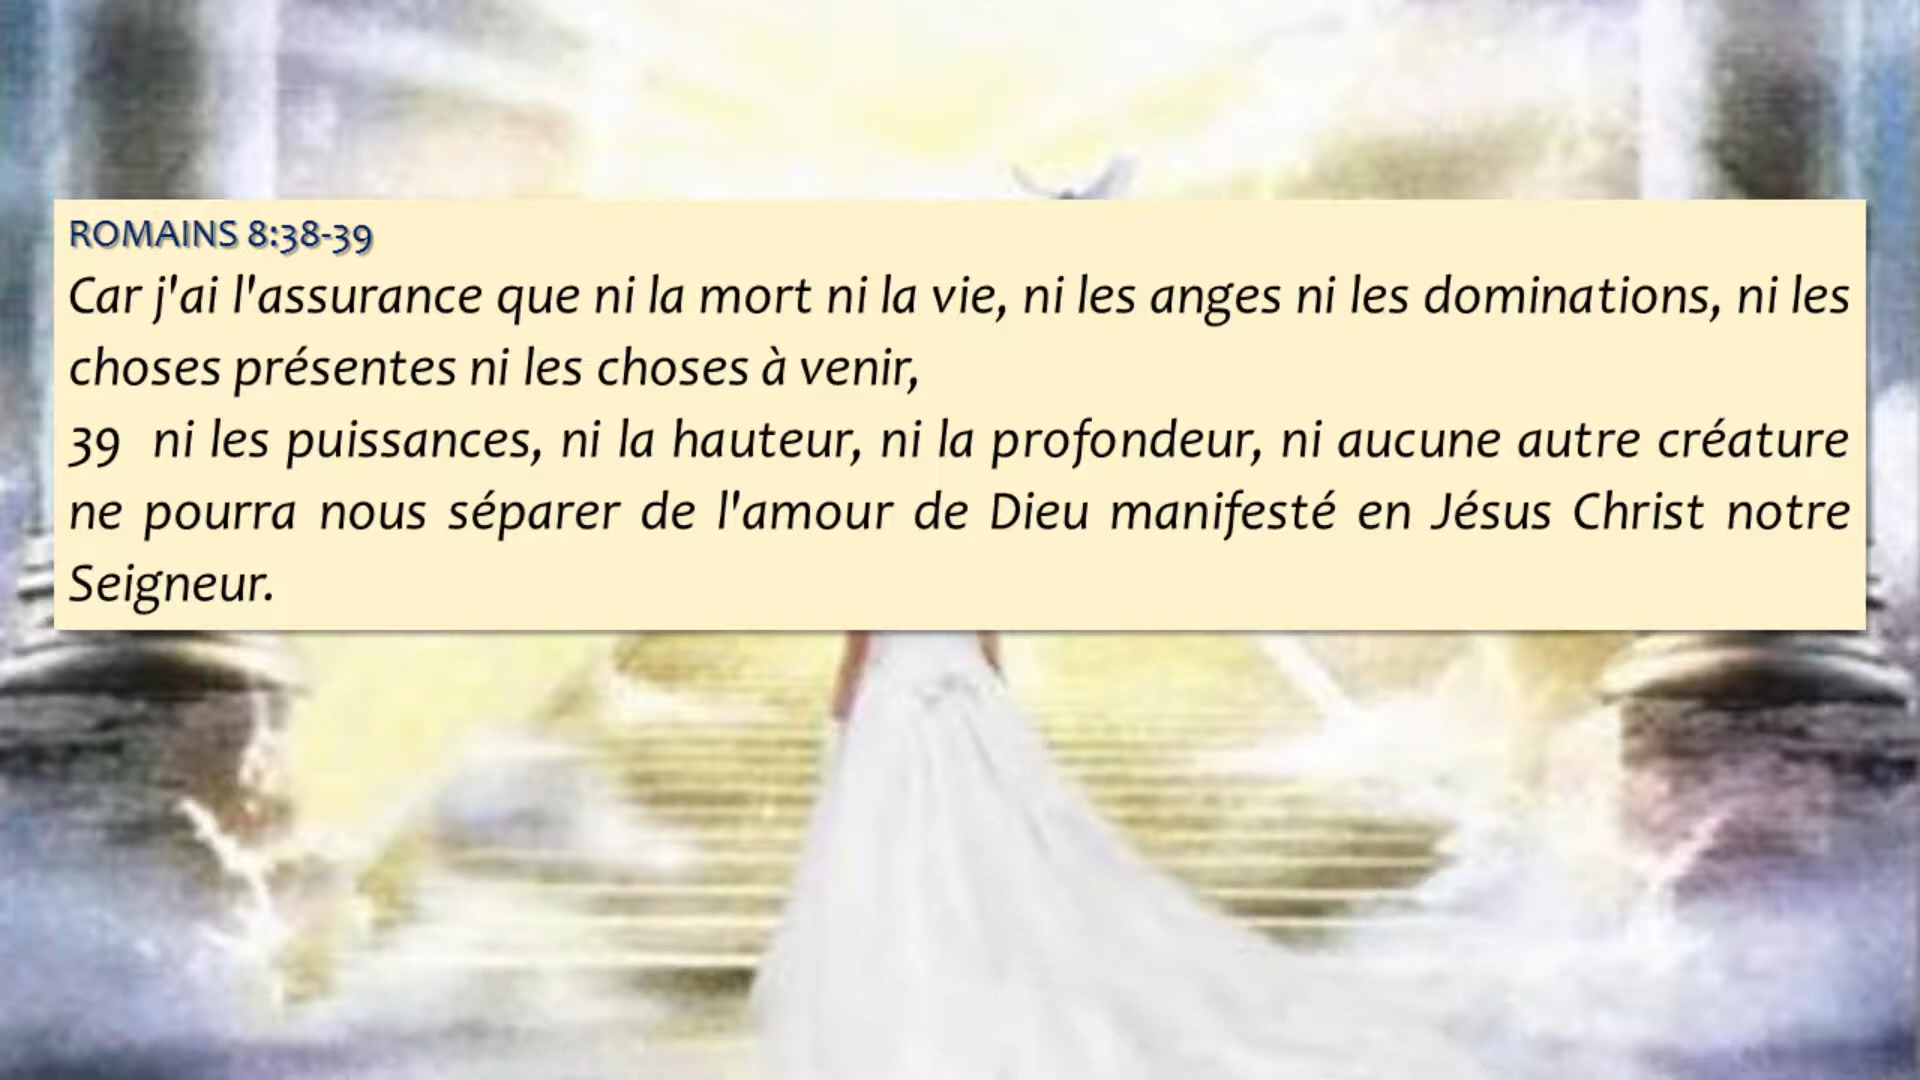 ROMAINS 8:38-39
Car j'ai l'assurance que ni la mort ni la vie, ni les anges ni les dominations, ni les
choses présentes ni les choses à venir,
39 ni les puissances, ni la hauteur, ni la profondeur, ni aucune autre créature
ne pourra nous séparer de l'amour de Dieu manifesté en Jésus Christ notre
Seigneur.